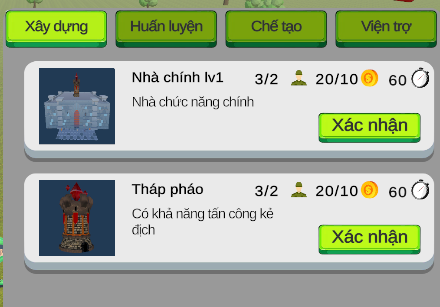 Xây dựng Huấn luyện Chế tạo Viện trợ
Nhà chính lv1 3/2 20/10 60
Nhà chức năng chính
Xác nhận
Tháp pháo 3/2 20/10 60
Có khả năng tấn công kẻ
địch
Xác nhận